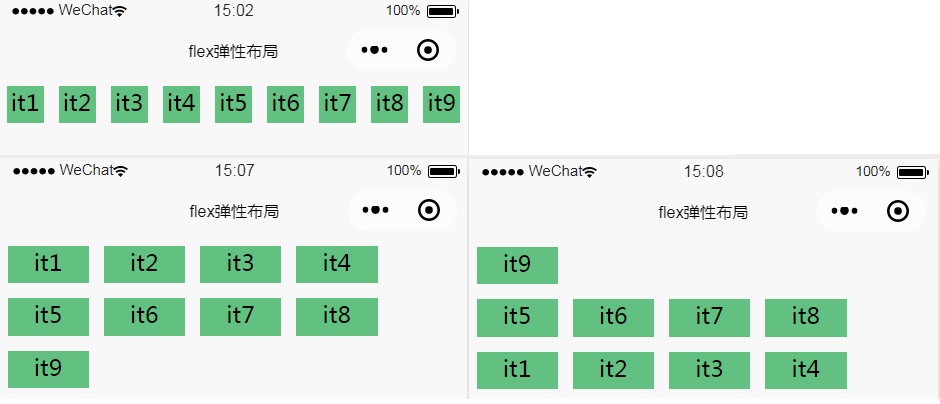 ●●●●● WeChat 15:02 100%
flex弹性布局
it1 it2 it3 it4 it5 it6 it7 it8 it9
●●●●● WeChat 15:07 100%
flex弹性布局
it1 it2 it3 it4
it5 it6 it7 it8
it9
●●●●● WeChat 15:08 100%
flex弹性布局
it9
it5 it6 it7 it8
it1 it2 it3 it4